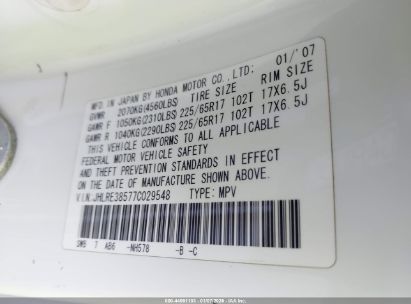 MFD. IN JAPAN BY HONDA MOTOR CO.,LTD: 01/'07
GVWR 2070KG(4560LBS) TIRE SIZE RIM SIZE
GAWR F 1050KG(2310LBS) 225/65R17 102T 17X6.5J
GAWR R 1040KG(2290LBS) 225/65R17 102T 17X6.5J
THIS VEHICLE CONFORMS TO ALL APPLICABLE
FEDERAL MOTOR VEHICLE SAFETY
AND THEFT PREVENTION STANDARDS IN EFFECT
ON THE DATE OF MANUFACTURE SHOWN ABOVE.
V.I.N:JHLRE38577C029548 TYPE: MPV
SW5 T AB6 -NH578 -B -C